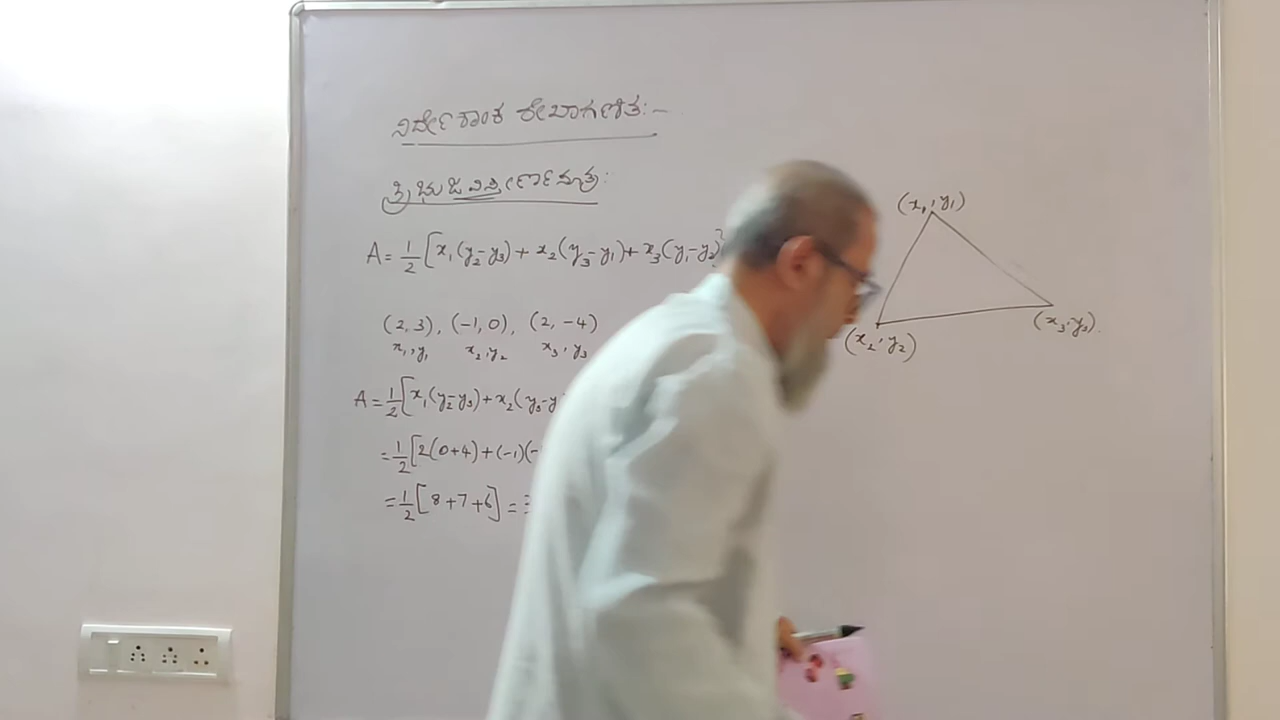 ನಿರ್ದೇಶಾಂಕ ರೇಖಾಗಣಿತ:-
ತ್ರಿಭುಜ ವಿಸ್ತೀರ್ಣ ಸೂತ್ರ:
A = 1/2 [x₁(y₂-y₃) + x₂(y₃-y₁) + x₃(y₁-y₂)]
(2, 3), (-1, 0), (2, -4)
x₁, y₁ x₂, y₂ x₃, y₃
A = 1/2 [x₁(y₂-y₃) + x₂(y₃-y
= 1/2 [2(0+4) + (-1)(-
= 1/2 [8+7+6] =
(x₁, y₁)
(x₂, y₂)
(x₃, y₃).